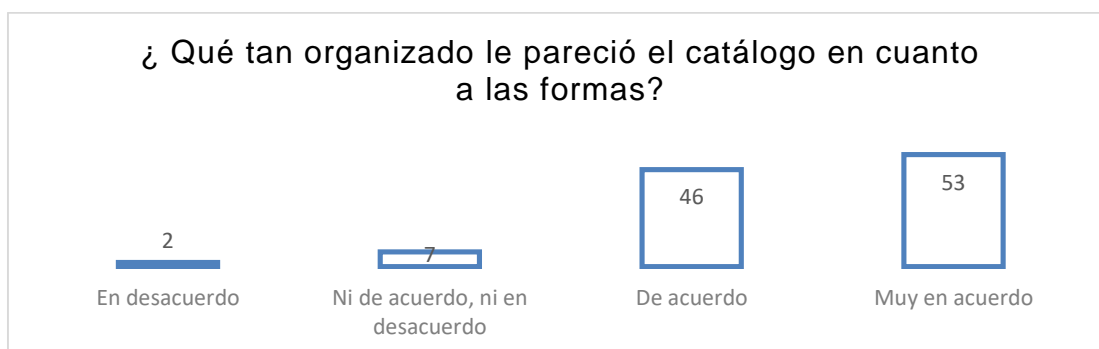 ¿ Qué tan organizado le pareció el catálogo en cuanto
a las formas?
2
7
46
53
En desacuerdo
Ni de acuerdo, ni en
desacuerdo
De acuerdo
Muy en acuerdo